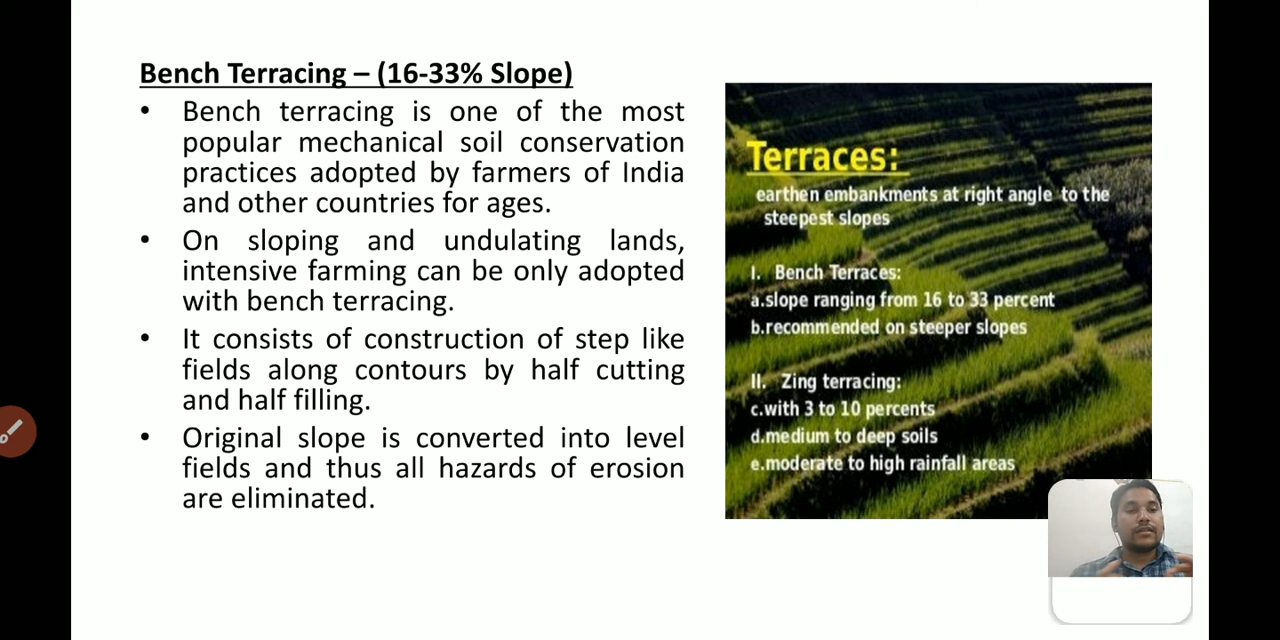 Bench Terracing – (16-33% Slope)
• Bench terracing is one of the most
popular mechanical soil conservation
practices adopted by farmers of India
and other countries for ages.
• On sloping and undulating lands,
intensive farming can be only adopted
with bench terracing.
• It consists of construction of step like
fields along contours by half cutting
and half filling.
• Original slope is converted into level
fields and thus all hazards of erosion
are eliminated.
Terraces:
earthen embankments at right angle to the
steepest slopes
I. Bench Terraces:
a.slope ranging from 16 to 33 percent
b.recommended on steeper slopes
II. Zing terracing:
c.with 3 to 10 percents
d.medium to deep soils
e.moderate to high rainfall areas